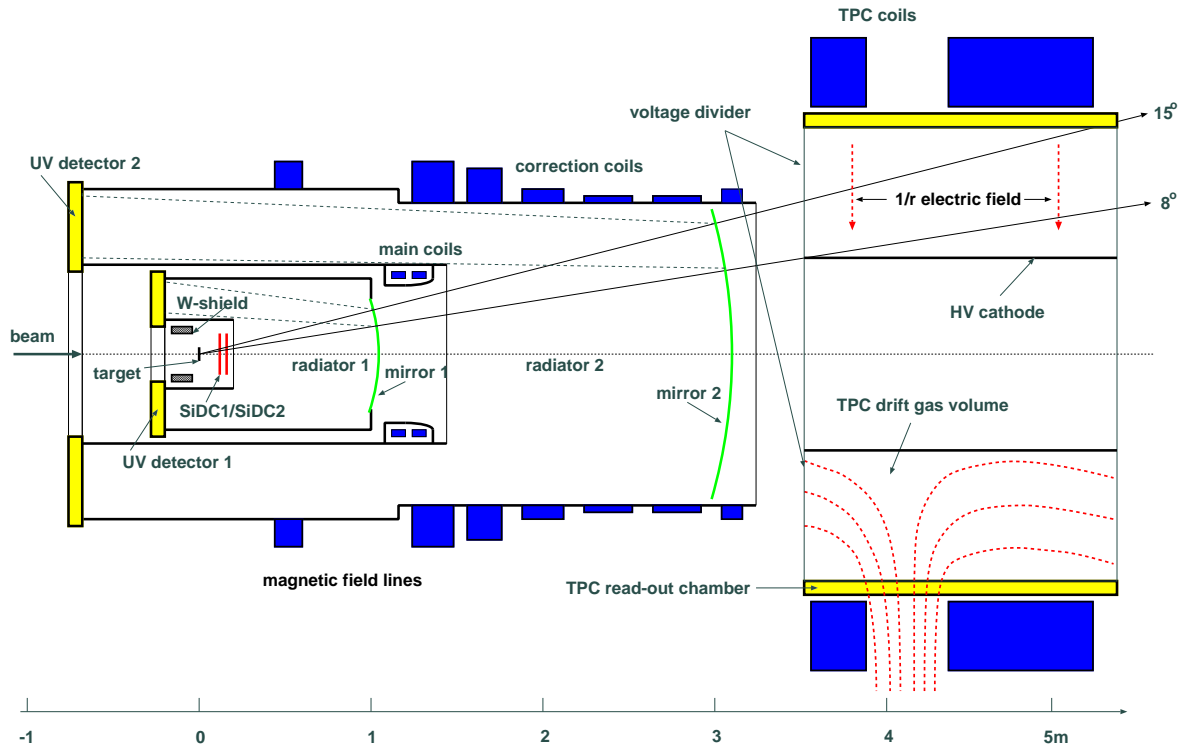 TPC coils
voltage divider
15°
UV detector 2
correction coils
1/r electric field
8°
main coils
W-shield
HV cathode
beam
target
radiator 1
mirror 1
radiator 2
mirror 2
SiDC1/SiDC2
TPC drift gas volume
UV detector 1
magnetic field lines
TPC read-out chamber
-1 0 1 2 3 4 5m